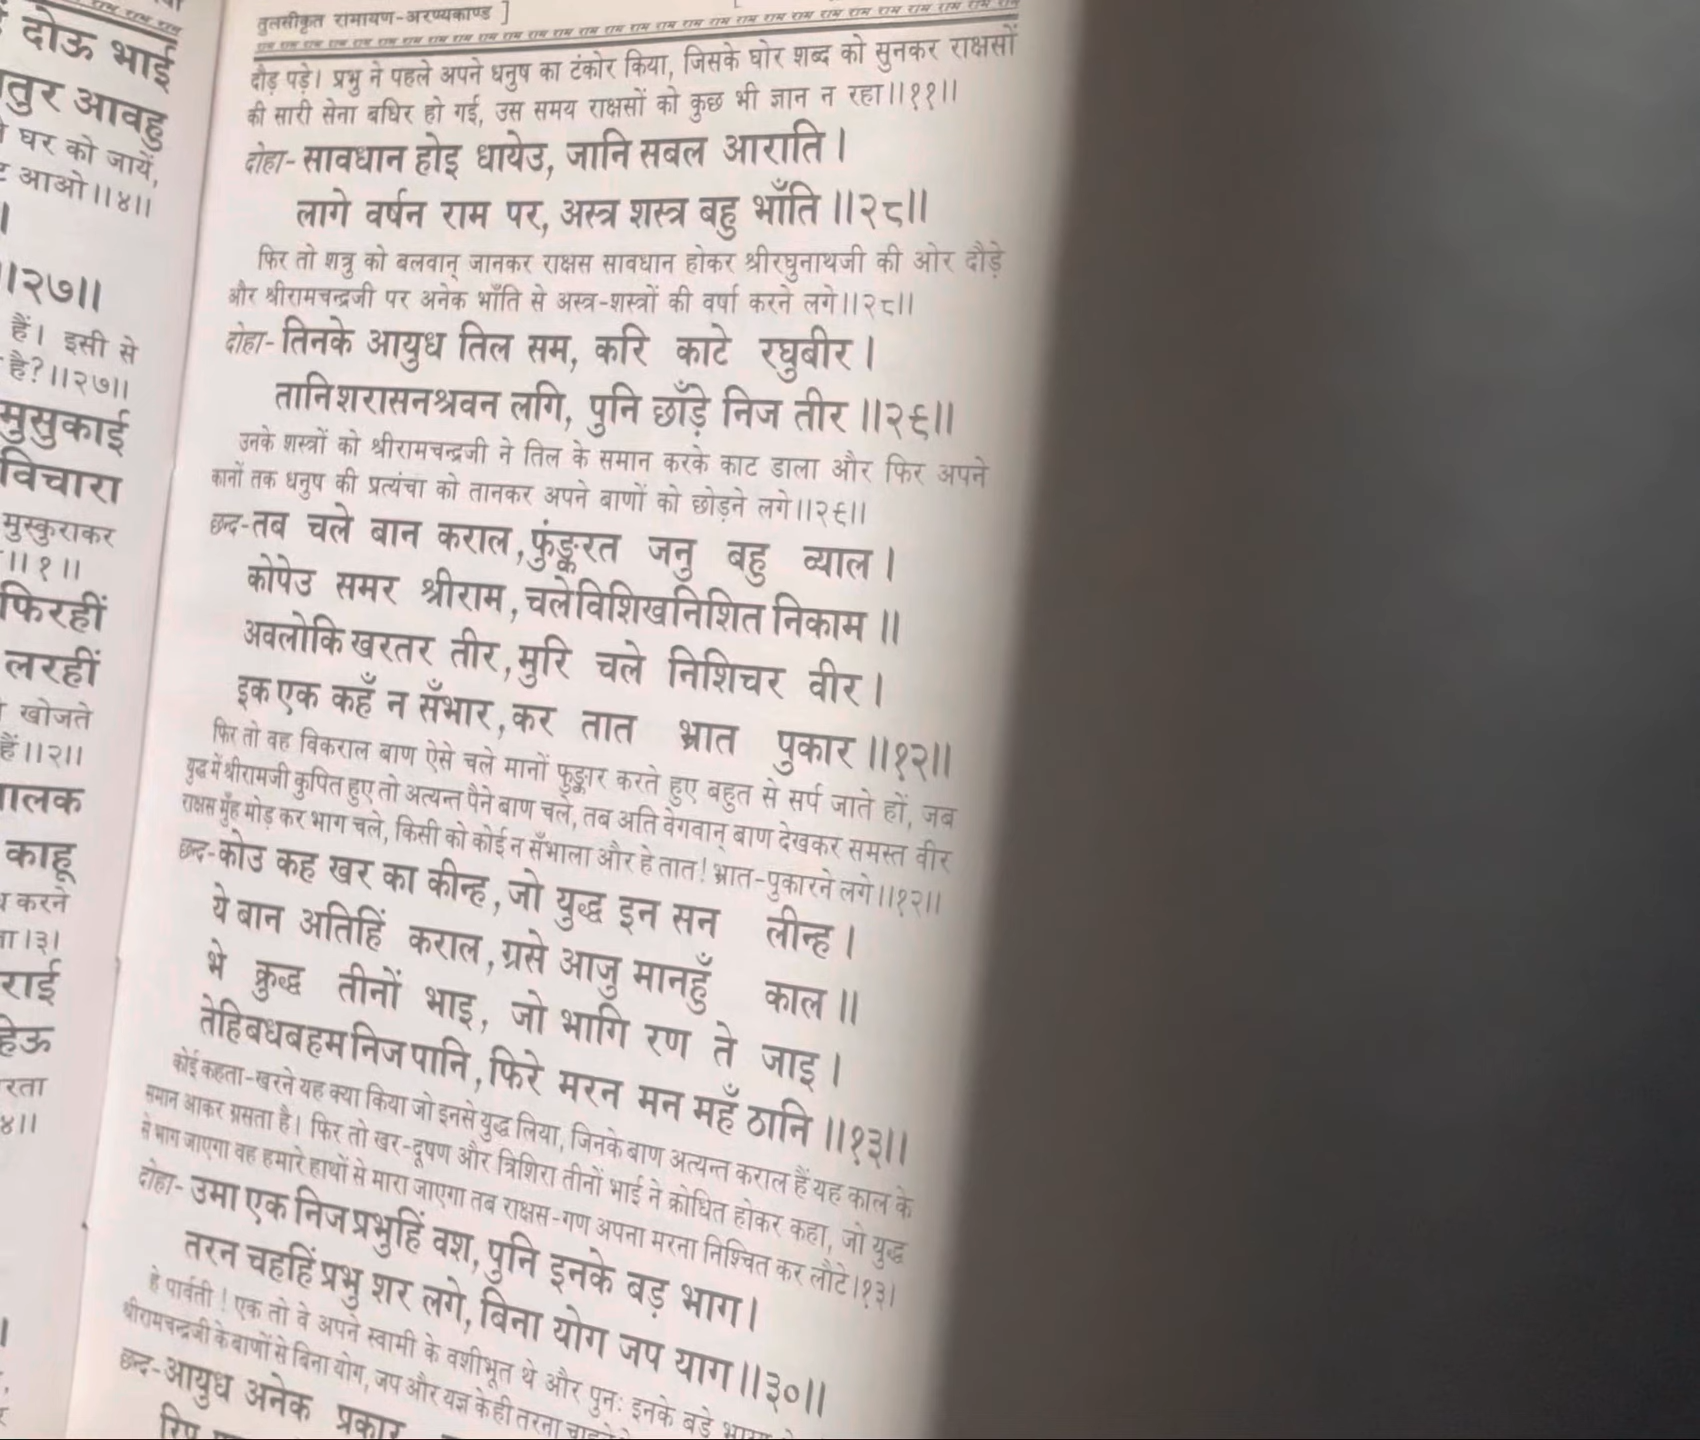 दोऊ भाई
तुर आवहु
घर को जायें,
आओ।।४।।
।।२७।।
हैं। इसी से
है?।।२७।।
मुसुकाई
विचारा
मुस्कुराकर
।।१।।
फिरहीं
लरहीं
खोजते
हैं।।२।।
काहू
करने
।३।
राई
तुलसीकृत रामायण-अरण्यकाण्ड ]
राम राम राम राम राम राम राम राम राम राम राम राम राम राम राम राम राम राम राम राम राम राम राम राम राम राम
दौड़ पड़े। प्रभु ने पहले अपने धनुष का टंकोर किया, जिसके घोर शब्द को सुनकर राक्षसों
की सारी सेना बधिर हो गई, उस समय राक्षसों को कुछ भी ज्ञान न रहा।।११।।
दोहा- सावधान होइ धायेउ, जानि सबल आराति।
लागे वर्षन राम पर, अस्त्र शस्त्र बहु भाँति।।२८।।
फिर तो शत्रु को बलवान् जानकर राक्षस सावधान होकर श्रीरघुनाथजी की ओर दौड़े
और श्रीरामचन्द्रजी पर अनेक भाँति से अस्त्र-शस्त्रों की वर्षा करने लगे।।२८।।
दोहा- तिनके आयुध तिल सम, करि काटे रघुबीर।
तानि शरासन श्रवन लगि, पुनि छाँड़े निज तीर।।२९।।
उनके शस्त्रों को श्रीरामचन्द्रजी ने तिल के समान करके काट डाला और फिर अपने
कानों तक धनुष की प्रत्यंचा को तानकर अपने बाणों को छोड़ने लगे।।२९।।
छन्द- तब चले बान कराल, फुंङ्करत जनु बहु व्याल।
कोपेउ समर श्रीराम, चले विशिख निशित निकाम॥
अवलोकि खरतर तीर, मुरि चले निशिचर वीर।
इक एक कहँ न सँभार, कर तात भ्रात पुकार।।१२।।
फिर तो वह विकराल बाण ऐसे चले मानों फुङ्कार करते हुए बहुत से सर्प जाते हों, जब
युद्ध में श्रीरामजी कुपित हुए तो अत्यन्त पैने बाण चले, तब अति वेगवान् बाण देखकर समस्त वीर
राक्षस मुँह मोड़ कर भाग चले, किसी को कोई न सँभाला और हे तात! भ्रात-पुकारने लगे।।१२।।
छन्द- कोउ कह खर का कीन्ह, जो युद्ध इन सन लीन्ह।
ये बान अतिहिं कराल, ग्रसे आजु मानहुँ काल॥
भे क्रुद्ध तीनों भाइ, जो भागि रण ते जाइ।
तेहि बधब हम निज पानि, फिरे मरन मन महँ ठानि।।१३।।
कोई कहता-खरने यह क्या किया जो इनसे युद्ध लिया, जिनके बाण अत्यन्त कराल हैं यह काल के
समान आकर ग्रसता है। फिर तो खर-दूषण और त्रिशिरा तीनों भाई ने क्रोधित होकर कहा, जो युद्ध
से भाग जाएगा वह हमारे हाथों से मारा जाएगा तब राक्षस-गण अपना मरना निश्चित कर लौटे।१३।
दोहा- उमा एक निज प्रभुहिं वश, पुनि इनके बड़ भाग।
तरन चहहिं प्रभु शर लगे, बिना योग जप याग।।३०।।
हे पार्वती! एक तो वे अपने स्वामी के वशीभूत थे और पुनः इनके बड़े
श्रीरामचन्द्रजी के बाणों से बिना योग, जप और यज्ञ के ही तरना
छन्द- आयुध अनेक प्रकार